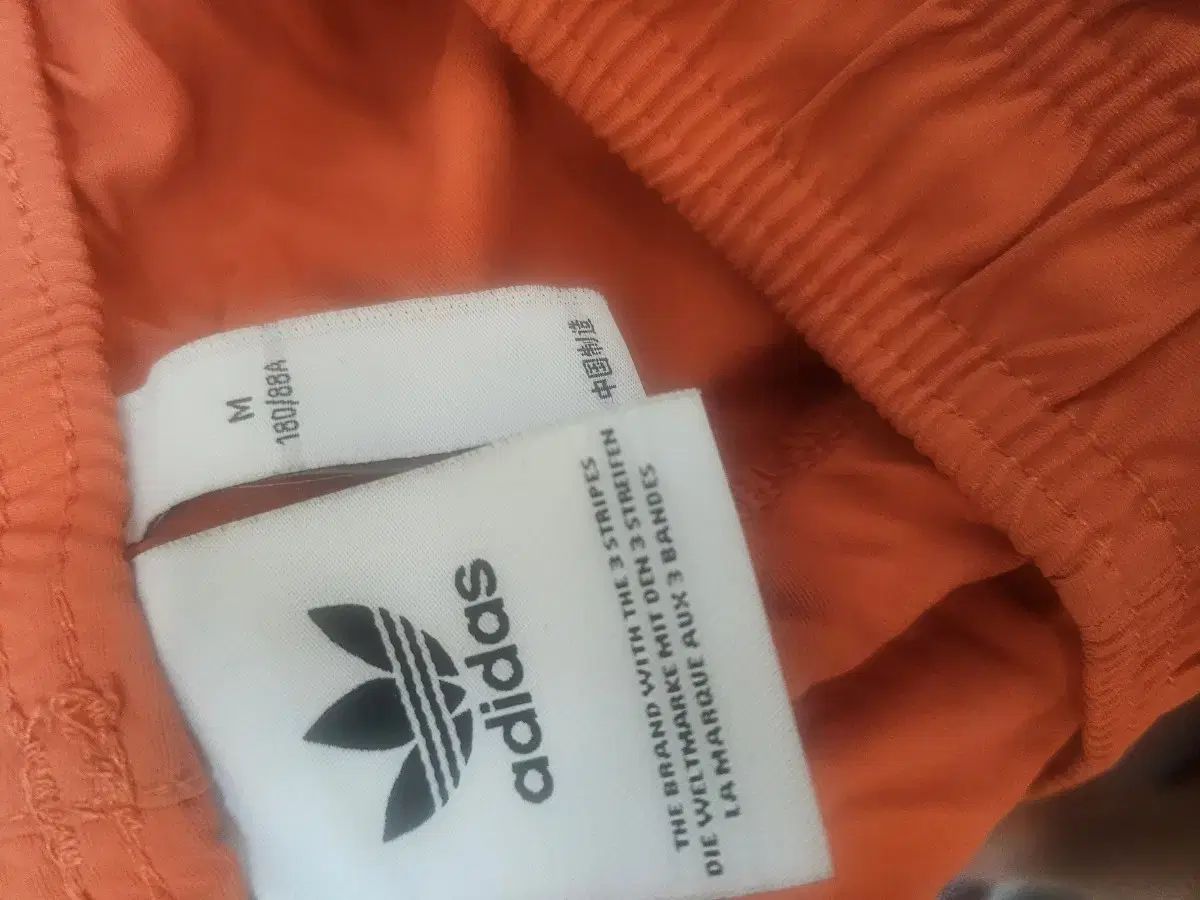 M
180/88A
中国制造
adidas
THE BRAND WITH THE 3 STRIPES
DIE WELTMARKE MIT DEN 3 STREIFEN
LA MARQUE AUX 3 BANDES